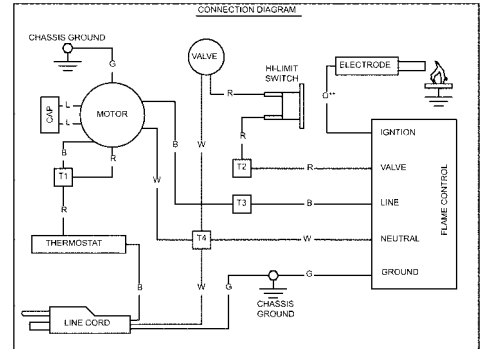 CONNECTION DIAGRAM
CHASSIS GROUND
G
VALVE
HI-LIMIT
SWITCH
ELECTRODE
R
O**
CAP
L
L
MOTOR
IGNITION
B
R
B
W
W
R
T1
T2
R
VALVE
R
T3
B
LINE
FLAME CONTROL
THERMOSTAT
T4
W
NEUTRAL
G
GROUND
B
W
G
CHASSIS
GROUND
LINE CORD